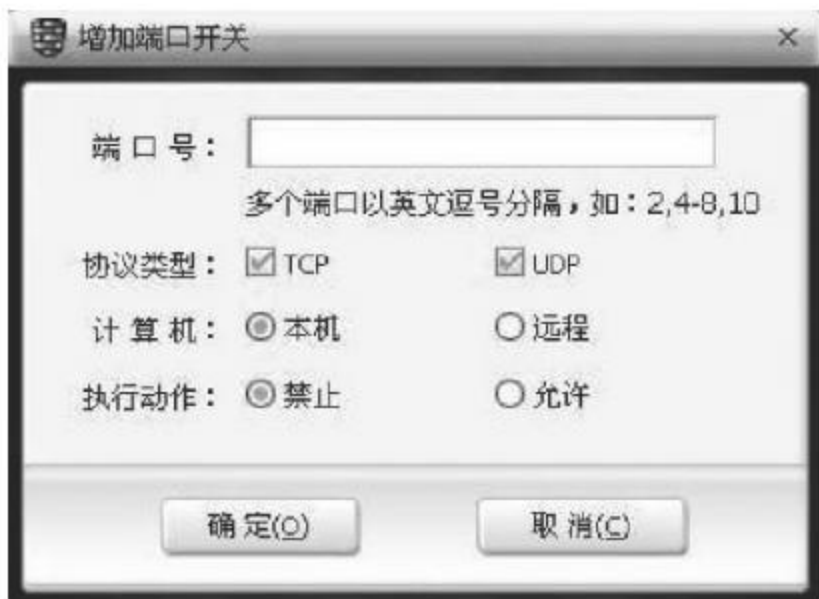 增加端口开关
端口号：
多个端口以英文逗号分隔，如：2,4-8,10
协议类型： TCP UDP
计算机： 本机 远程
执行动作： 禁止 允许
确定(O) 取消(C)